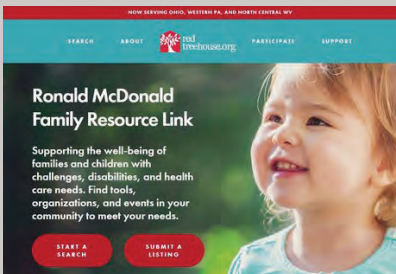 NOW SERVING OHIO, WESTERN PA, AND NORTH CENTRAL WV
SEARCH ABOUT red treehouse.org PARTICIPATE SUPPORT
Ronald McDonald
Family Resource Link
Supporting the well-being of
families and children with
challenges, disabilities, and health
care needs. Find tools,
organizations, and events in your
community to meet your needs.
START A
SEARCH
SUBMIT A
LISTING